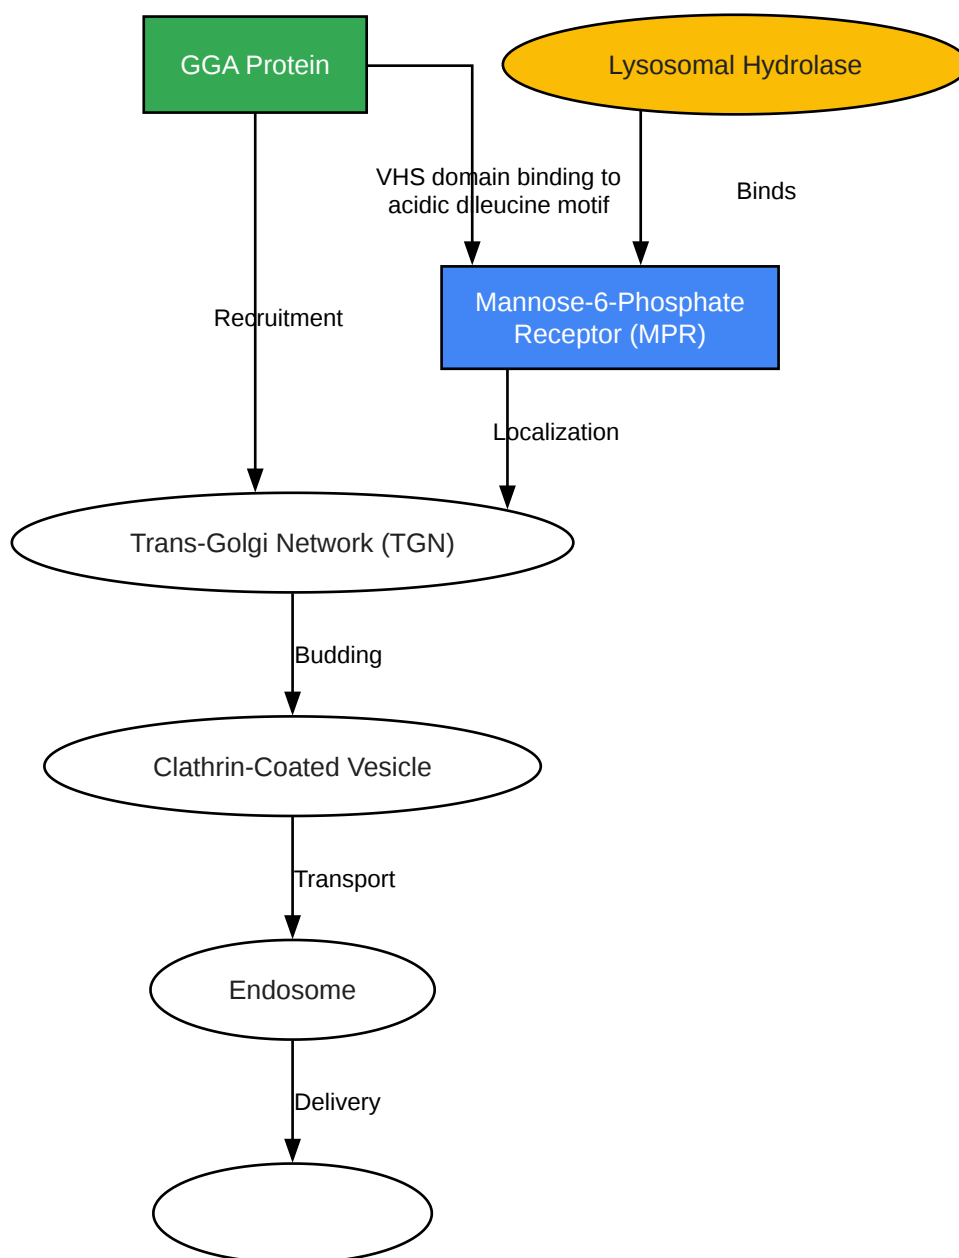 GGA Protein
Lysosomal Hydrolase
VHS domain binding to
acidic dileucine motif
Binds
Mannose-6-Phosphate
Receptor (MPR)
Recruitment
Localization
Trans-Golgi Network (TGN)
Budding
Clathrin-Coated Vesicle
Transport
Endosome
Delivery